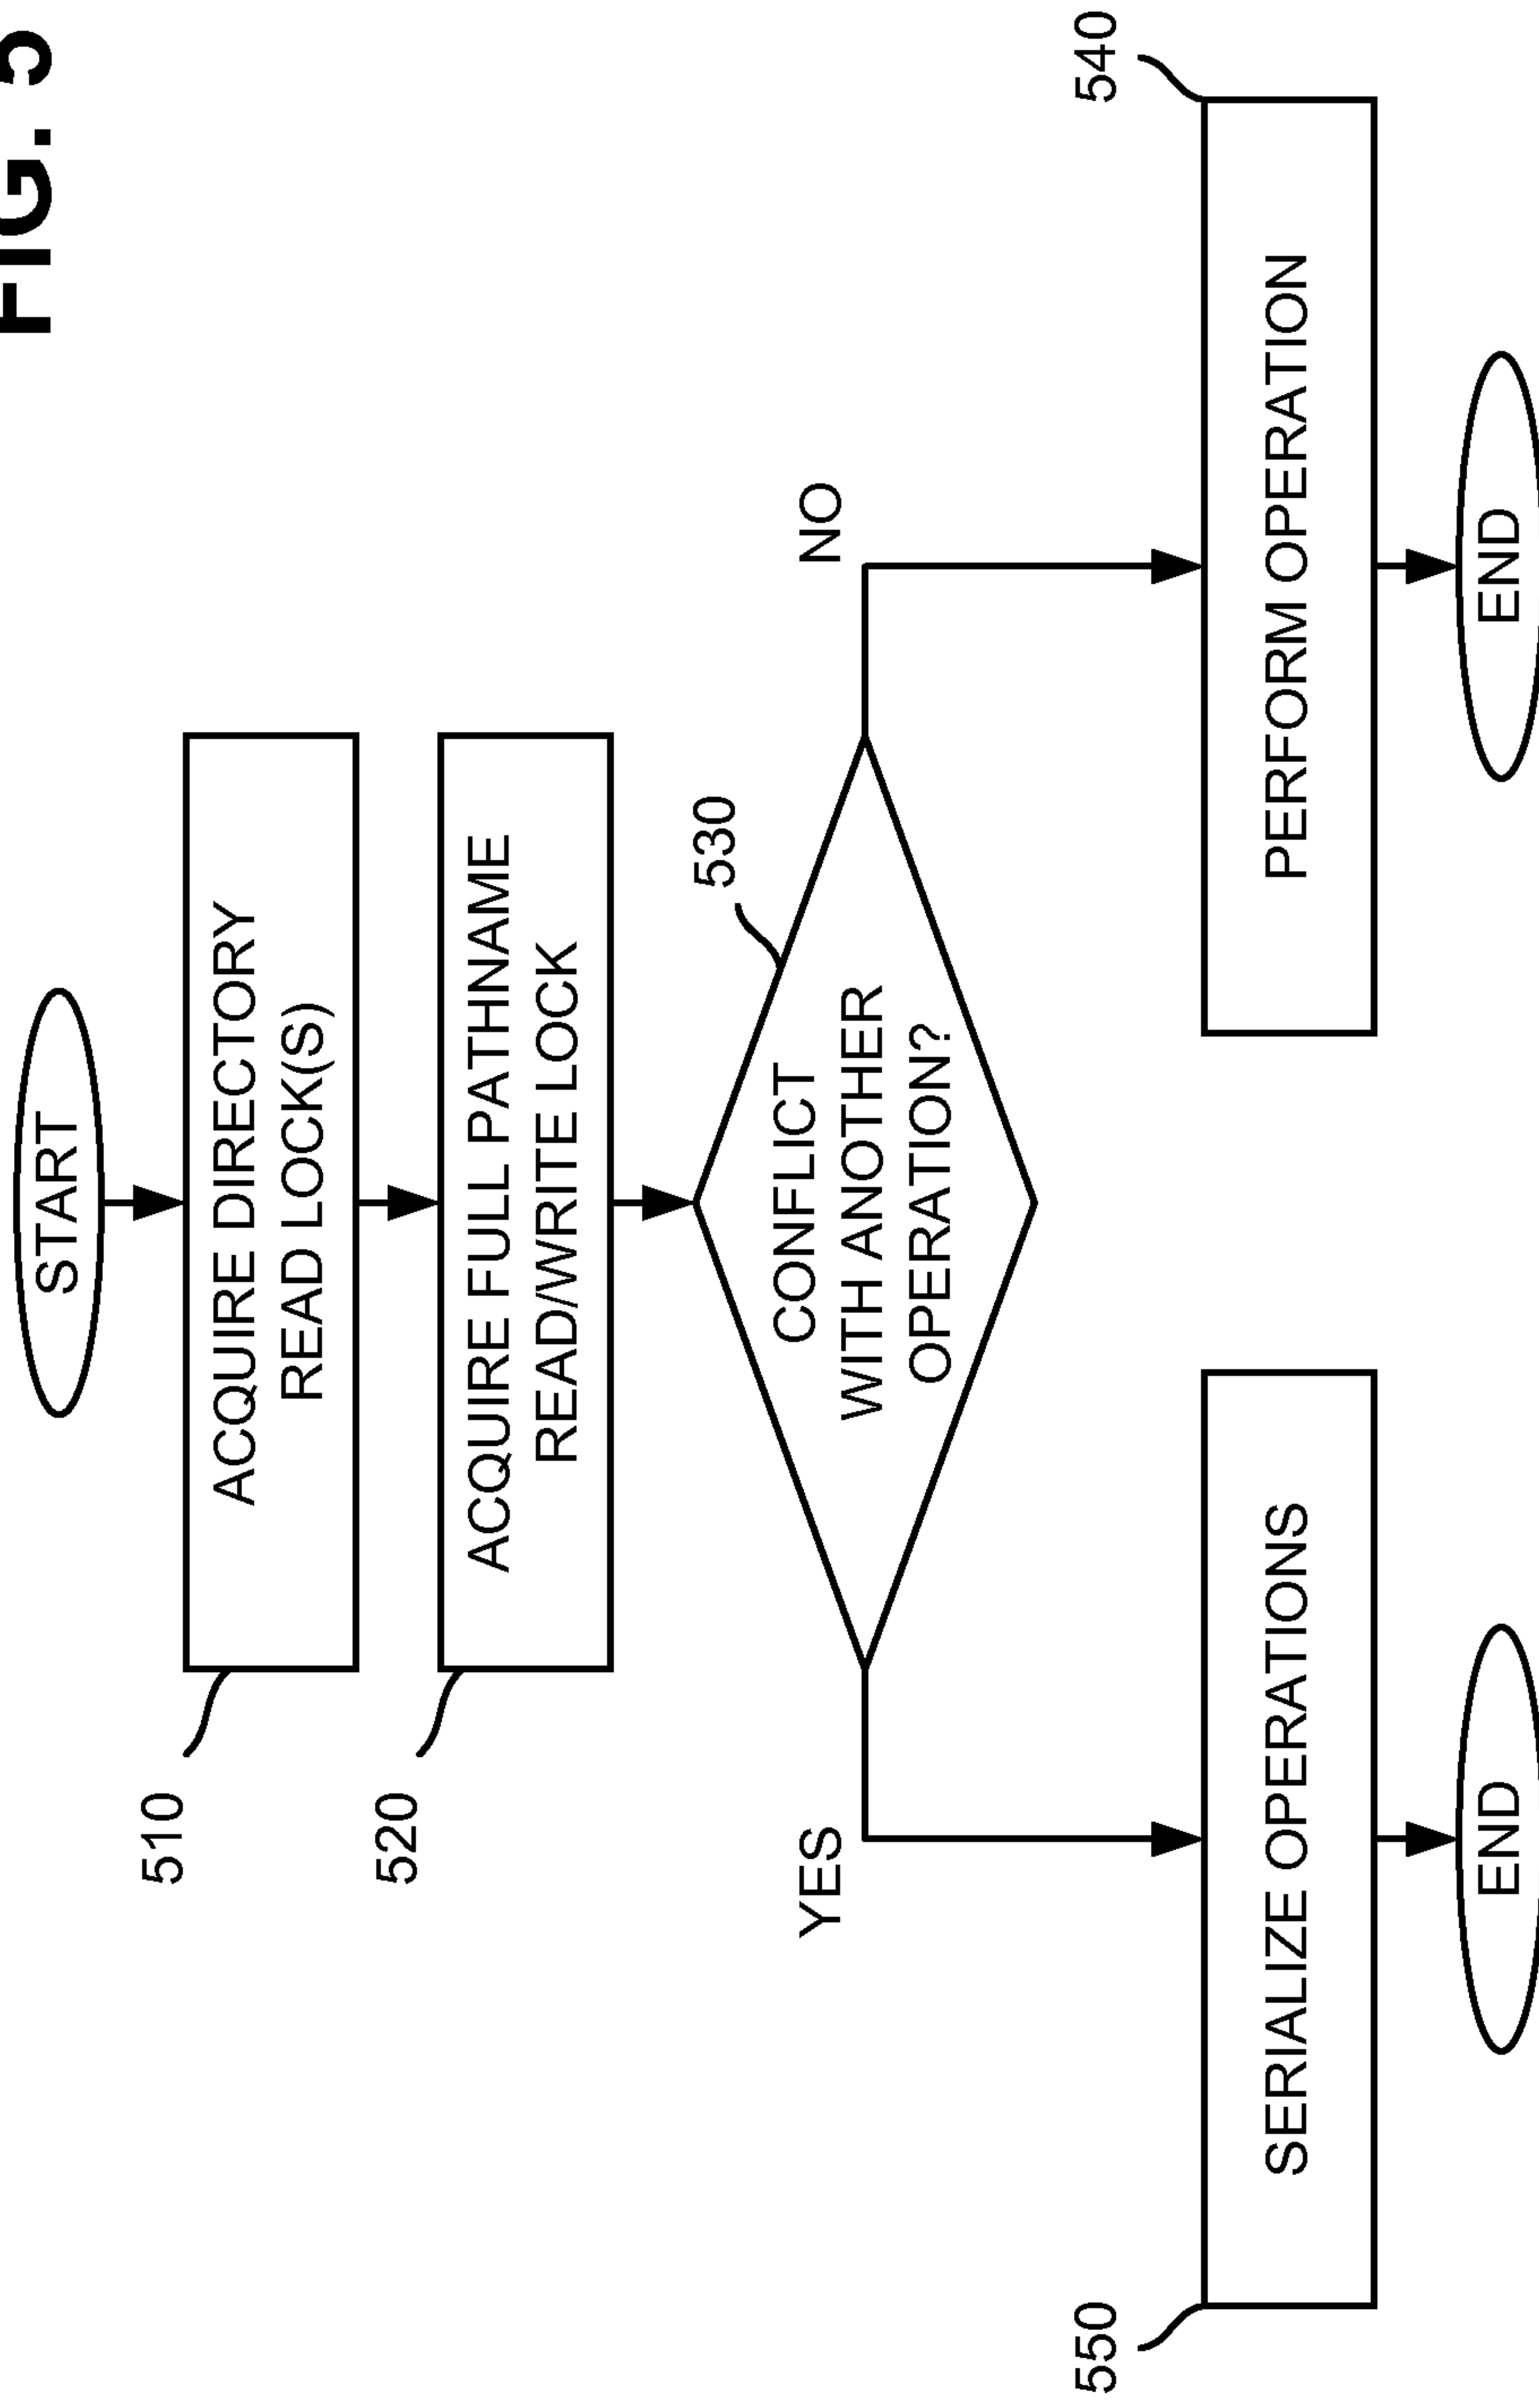 FIG. 5
START
510
ACQUIRE DIRECTORY
READ LOCK(S)
520
ACQUIRE FULL PATHNAME
READ/WRITE LOCK
530
CONFLICT
WITH ANOTHER
OPERATION?
YES
NO
550
540
SERIALIZE OPERATIONS
PERFORM OPERATION
END
END